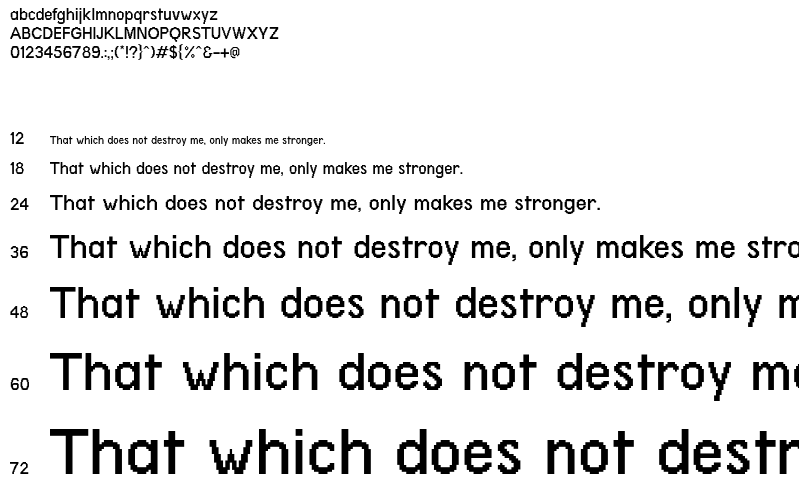 abcdefghijklmnopqrstuvwxyz
ABCDEFGHIJKLMNOPQRSTUVWXYZ
0123456789.:,;(*!?}^)#${%^&-+@
12 That which does not destroy me, only makes me stronger.
18 That which does not destroy me, only makes me stronger.
24 That which does not destroy me, only makes me stronger.
36 That which does not destroy me, only makes me stro
48 That which does not destroy me, only m
60 That which does not destroy me
72 That which does not destr